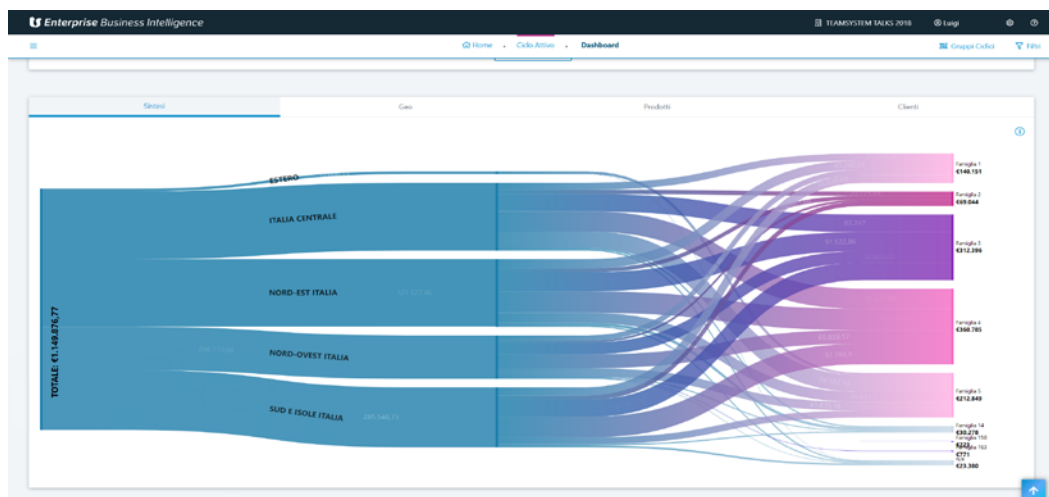 Enterprise Business Intelligence
TEAMSYSTEM TALKS 2018
Luigi
Home
Ciclo Attivo
Dashboard
Gruppi Ciclici
Filtri
Sintesi
Geo
Prodotti
Clienti
TOTALE: €1.149.876,77
ESTERO
ITALIA CENTRALE
NORD-EST ITALIA
NORD-OVEST ITALIA
SUD E ISOLE ITALIA
Famiglia 1
€140.151
Famiglia 2
€69.044
Famiglia 3
€312.396
Famiglia 4
€360.785
Famiglia 5
€212.849
Famiglia 14
€30.278
€771
€23.380